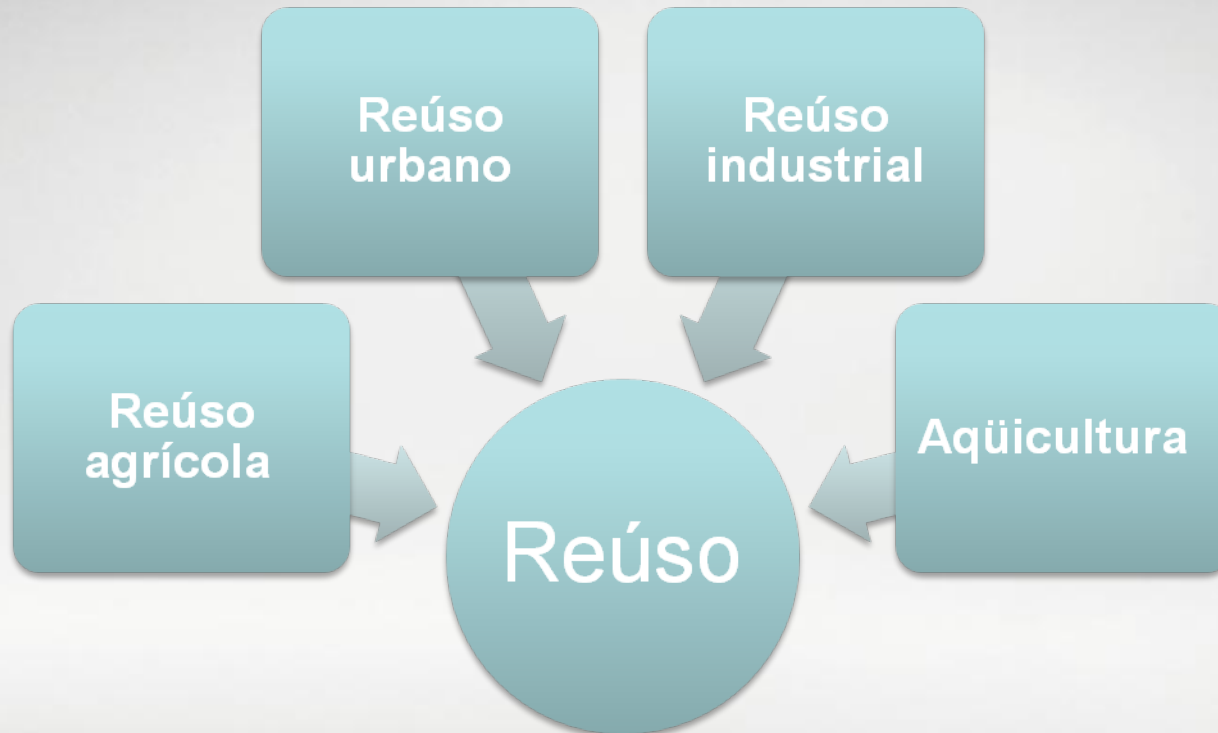 Reúso
urbano
Reúso
industrial
Reúso
agrícola
Aqüicultura
Reúso